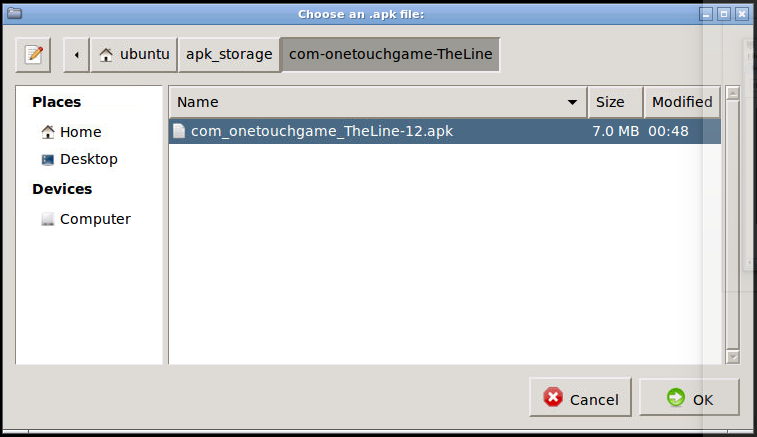 Choose an .apk file:
ubuntu apk_storage com-onetouchgame-TheLine
Places
Home
Desktop
Devices
Computer
Name Size Modified
com_onetouchgame_TheLine-12.apk 7.0 MB 00:48
Cancel OK